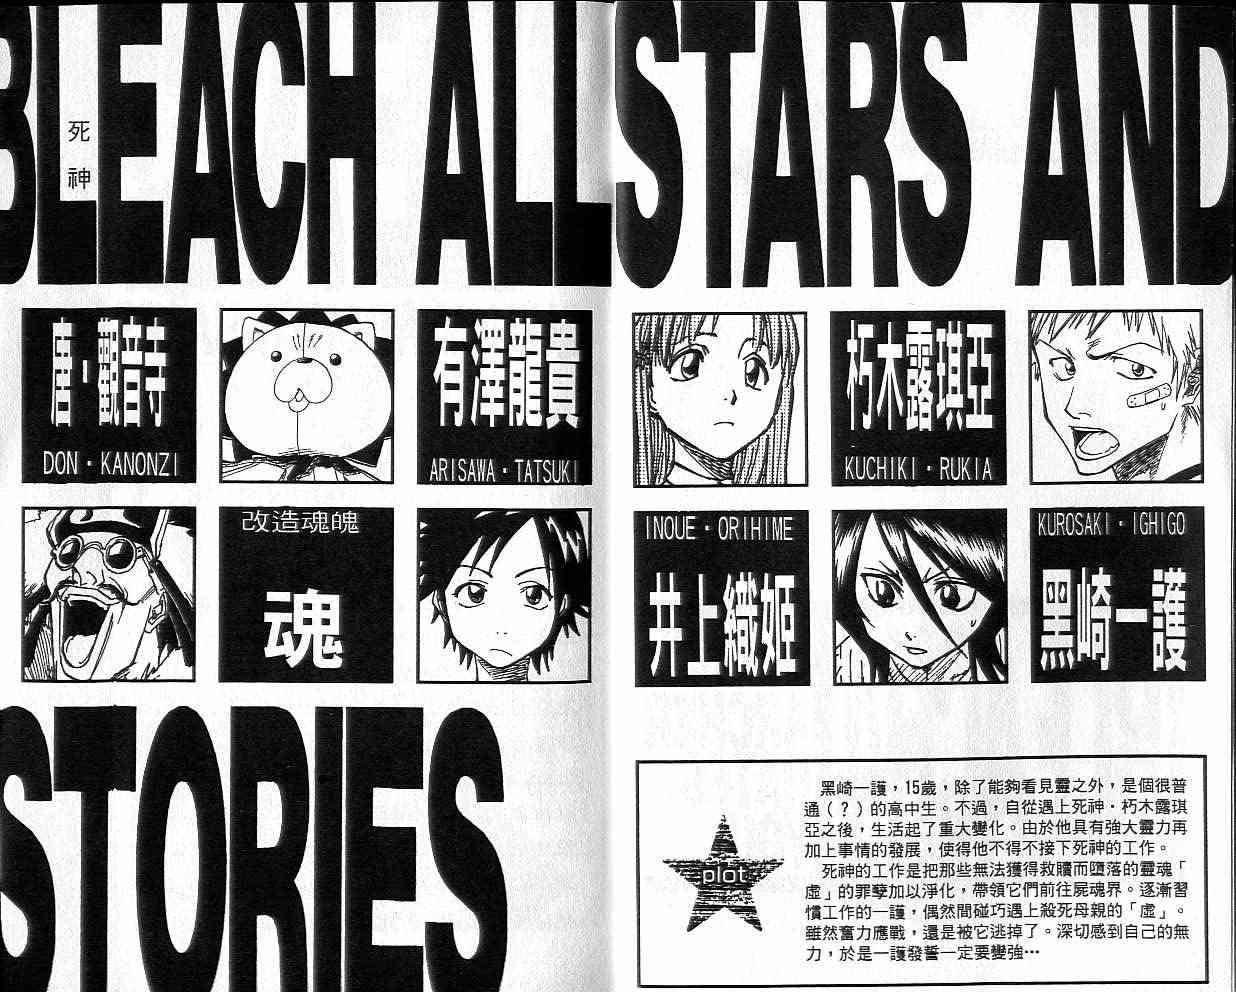 BLEACH ALL STARS AND
死神
唐·觀音寺
DON·KANONZI
有澤龍貴
ARISAWA·TATSUKI
朽木露琪亞
KUCHIKI·RUKIA
改造魂魄
魂
INOUE·ORIHIME
井上織姬
KUROSAKI·IGHIGO
黑崎一護
STORIES
plot
黑崎一護，15歲，除了能夠看見靈之外，是個很普
通（？）的高中生。不過，自從遇上死神·朽木露琪
亞之後，生活起了重大變化。由於他具有強大靈力再
加上事情的發展，使得他不得不接下死神的工作。
死神的工作是把那些無法獲得救贖而墮落的靈魂「
虛」的罪孽加以淨化，帶領它們前往屍魂界。逐漸習
慣工作的一護，偶然間碰巧遇上殺死母親的「虛」。
雖然奮力應戰，還是被它逃掉了。深切感到自己的無
力，於是一護發誓一定要變強…